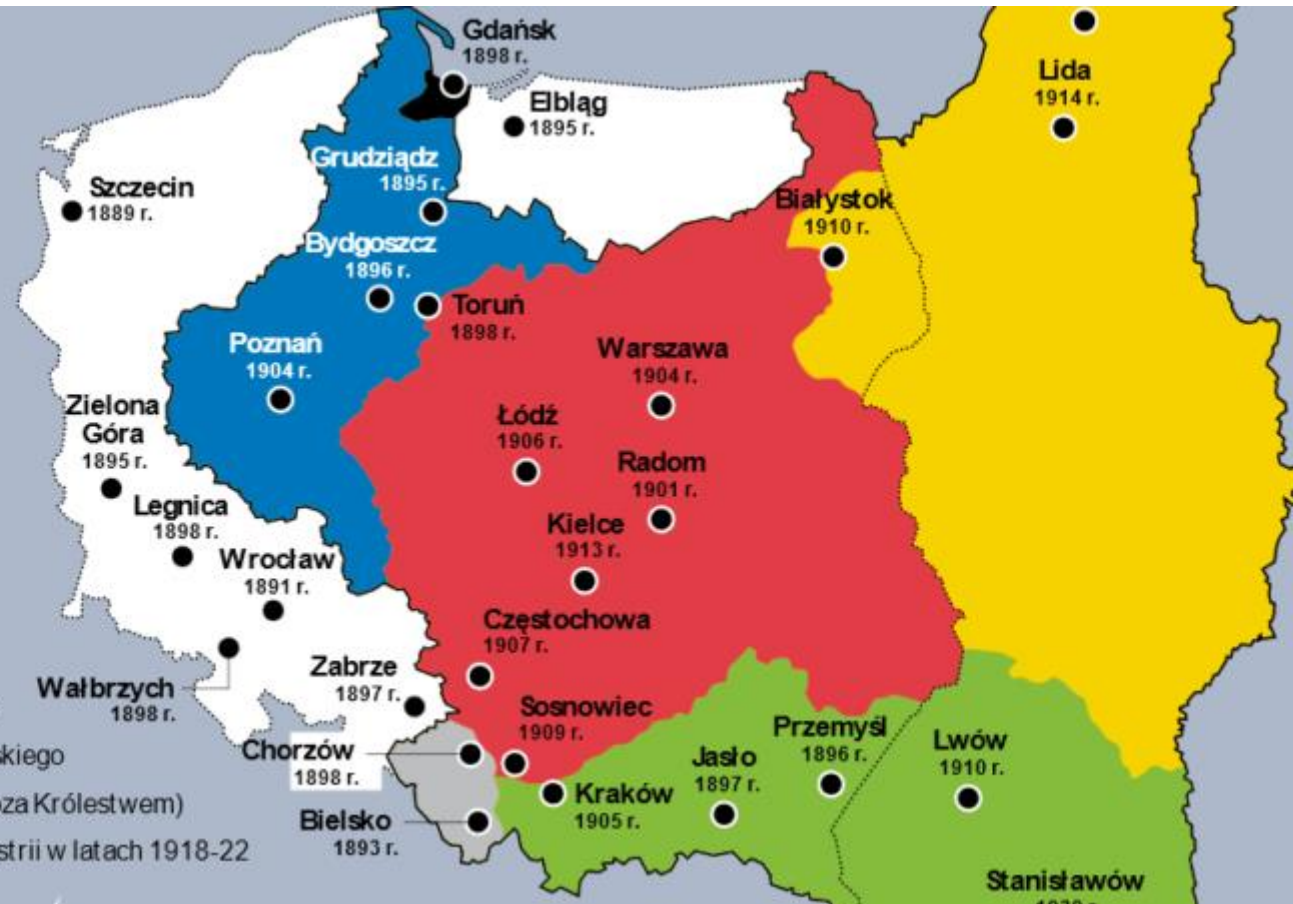 Gdańsk
1898 r.
Lida
1914 r.
Elbląg
1895 r.
Grudziądz
1895 r.
Szczecin
1889 r.
Białystok
1910 r.
Bydgoszcz
1896 r.
Toruń
1898 r.
Poznań
1904 r.
Warszawa
1904 r.
Zielona
Góra
1895 r.
Łódź
1906 r.
Radom
1901 r.
Legnica
1898 r.
Kielce
1913 r.
Wrocław
1891 r.
Częstochowa
1907 r.
Zabrze
1897 r.
Wałbrzych
1898 r.
Sosnowiec
1909 r.
Przemyśl
1896 r.
Lwów
1910 r.
Chorzów
1898 r.
Jasło
1897 r.
skiego
Kraków
1905 r.
za Królestwem)
Bielsko
1893 r.
strii w latach 1918-22
Stanisławów